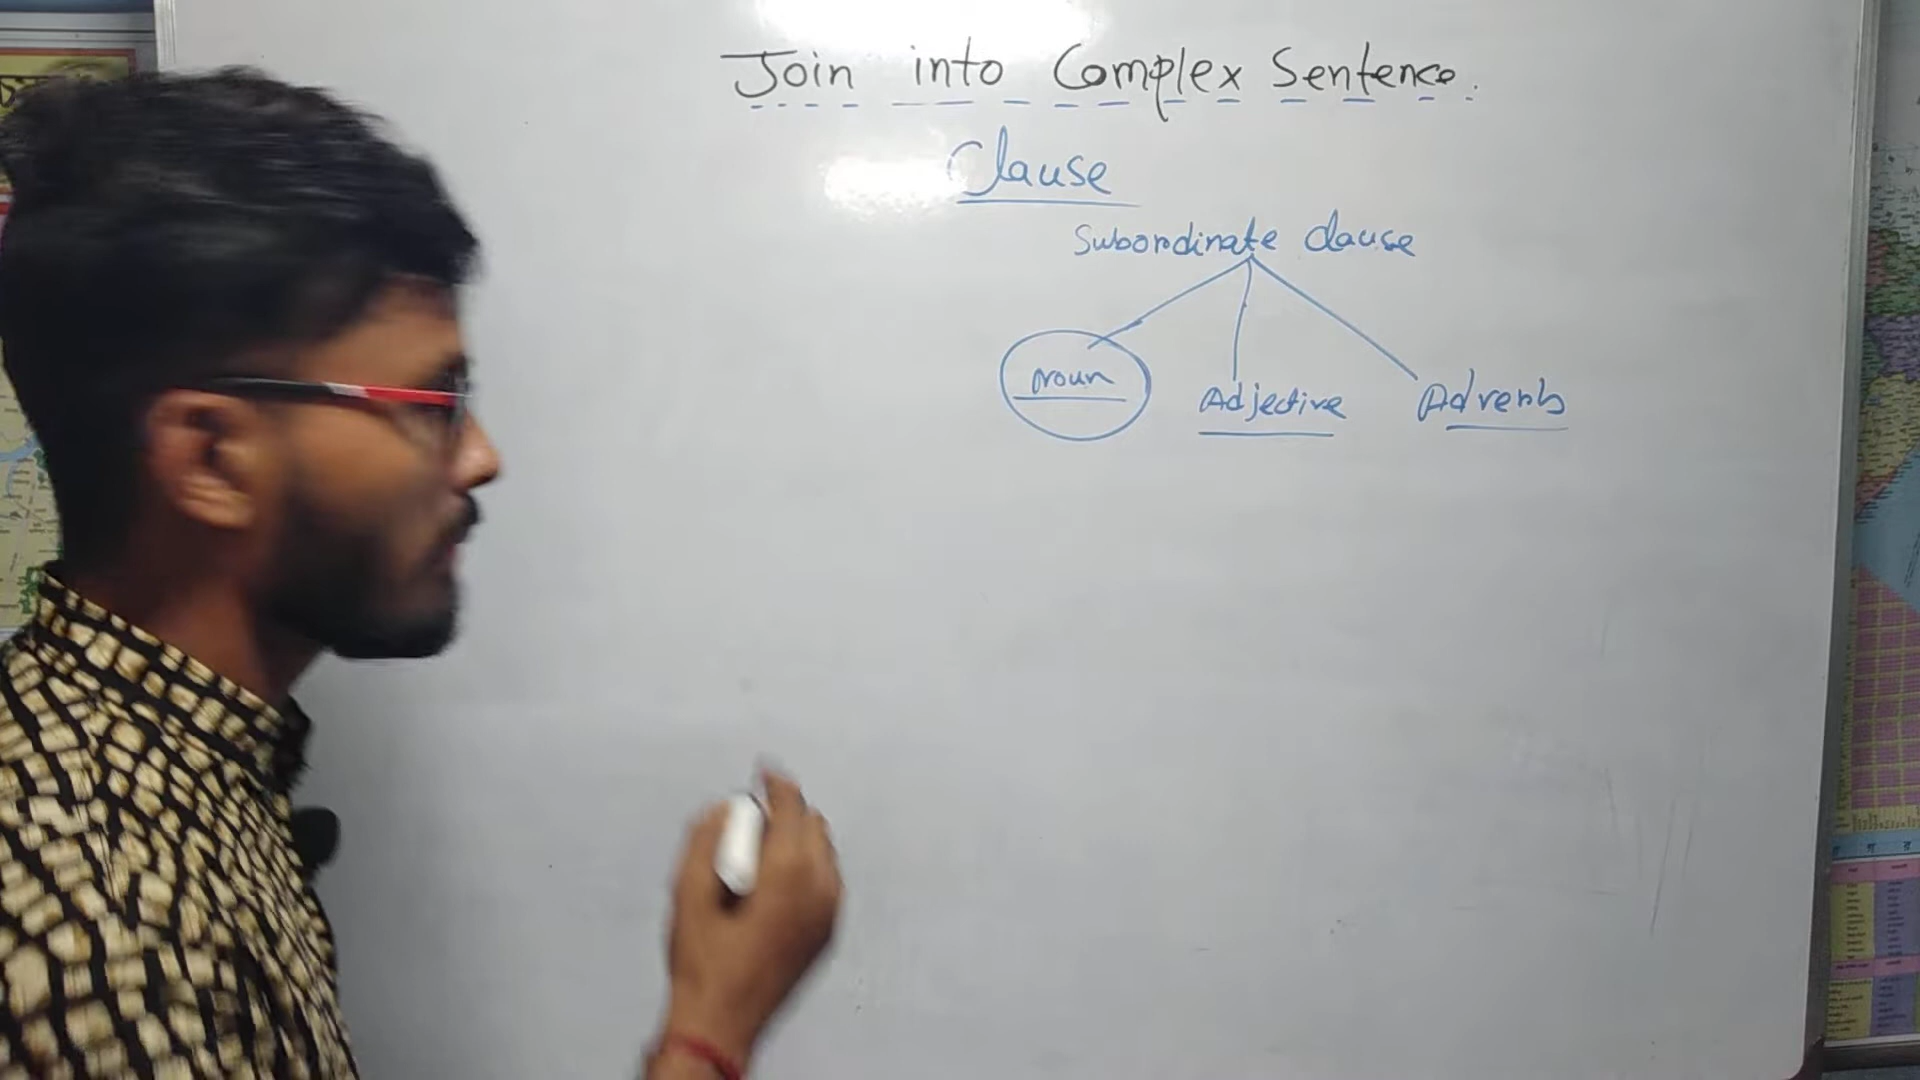 Join into Complex Sentence.
Clause
Subordinate clause
Noun Adjective Adverb